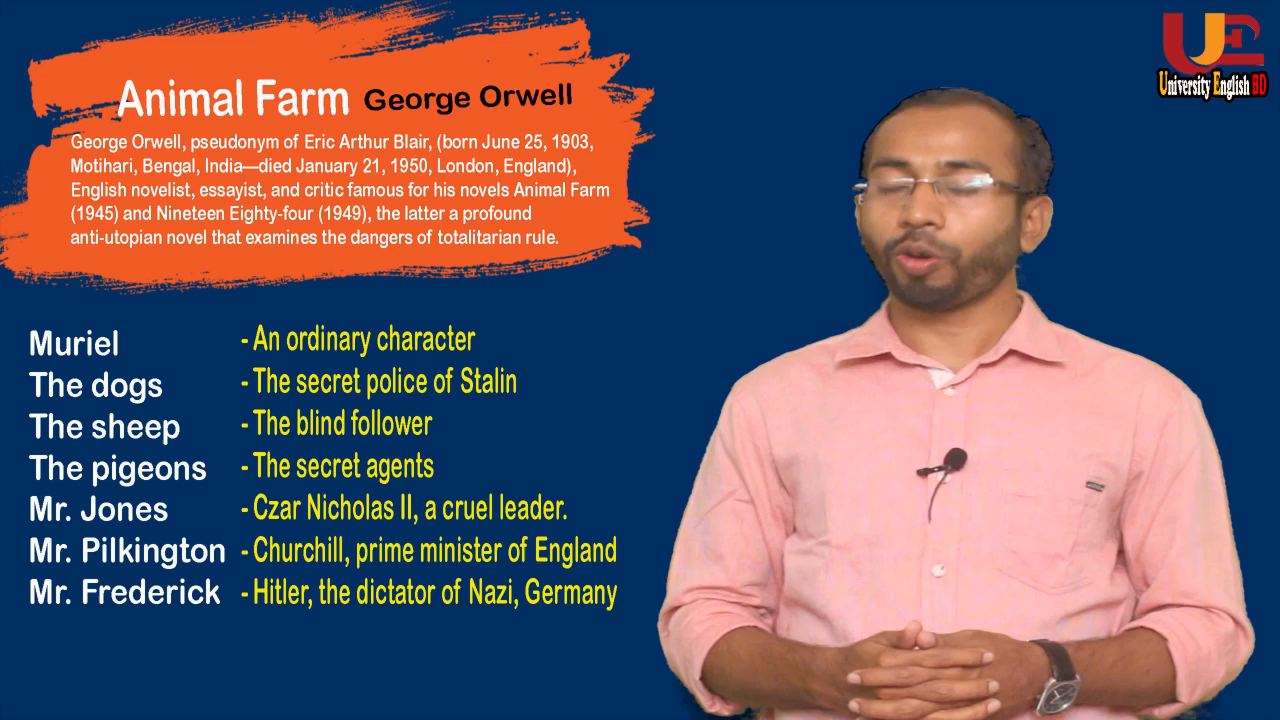 UE
University English BD
Animal Farm George Orwell
George Orwell, pseudonym of Eric Arthur Blair, (born June 25, 1903,
Motihari, Bengal, India—died January 21, 1950, London, England),
English novelist, essayist, and critic famous for his novels Animal Farm
(1945) and Nineteen Eighty-four (1949), the latter a profound
anti-utopian novel that examines the dangers of totalitarian rule.
Muriel - An ordinary character
The dogs - The secret police of Stalin
The sheep - The blind follower
The pigeons - The secret agents
Mr. Jones - Czar Nicholas II, a cruel leader.
Mr. Pilkington - Churchill, prime minister of England
Mr. Frederick - Hitler, the dictator of Nazi, Germany